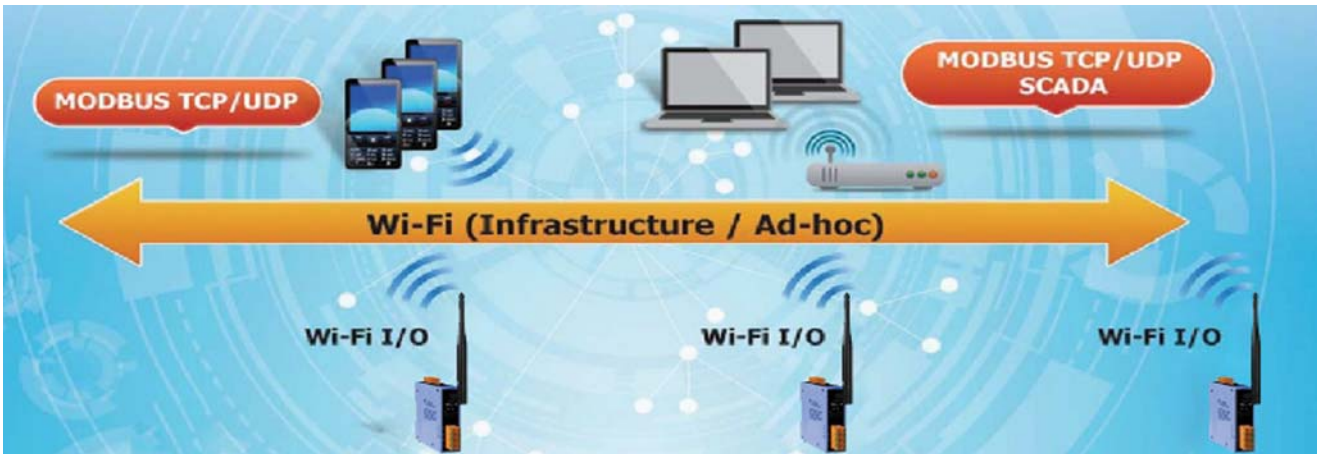 MODBUS TCP/UDP
MODBUS TCP/UDP
SCADA
Wi-Fi (Infrastructure / Ad-hoc)
Wi-Fi I/O
Wi-Fi I/O
Wi-Fi I/O